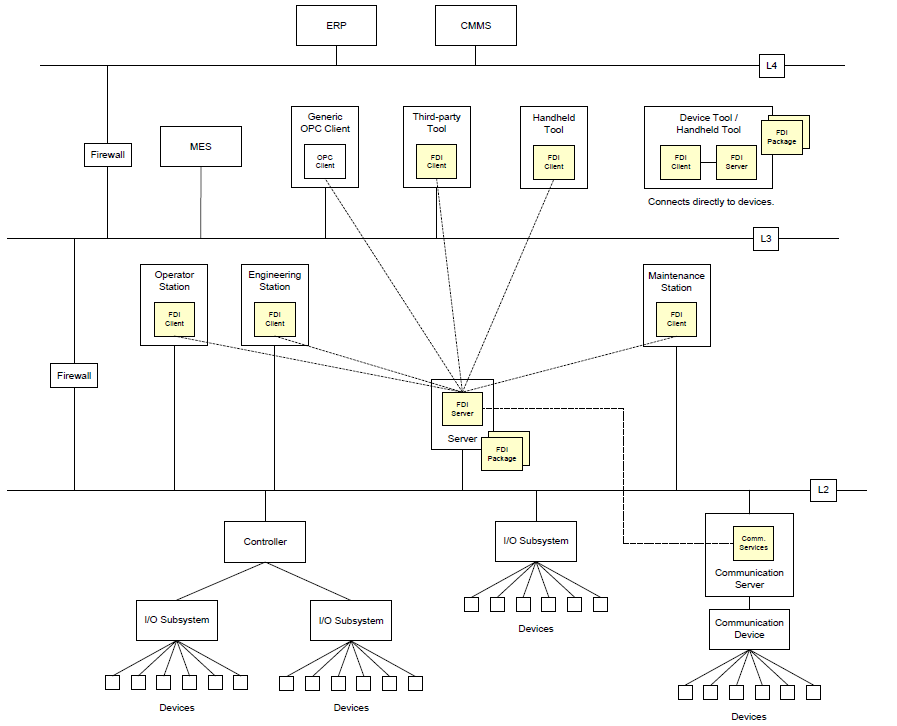 ERP
CMMS
L4
Firewall
MES
Generic
OPC Client
OPC
Client
Third-party
Tool
FDI
Client
Handheld
Tool
FDI
Client
Device Tool /
Handheld Tool
FDI
Client
FDI
Server
FDI
Package
Connects directly to devices.
L3
Operator
Station
FDI
Client
Engineering
Station
FDI
Client
Maintenance
Station
FDI
Client
Firewall
FDI
Server
Server
FDI
Package
L2
Controller
I/O Subsystem
Comm.
Services
Communication
Server
I/O Subsystem
I/O Subsystem
Devices
Communication
Device
Devices
Devices
Devices